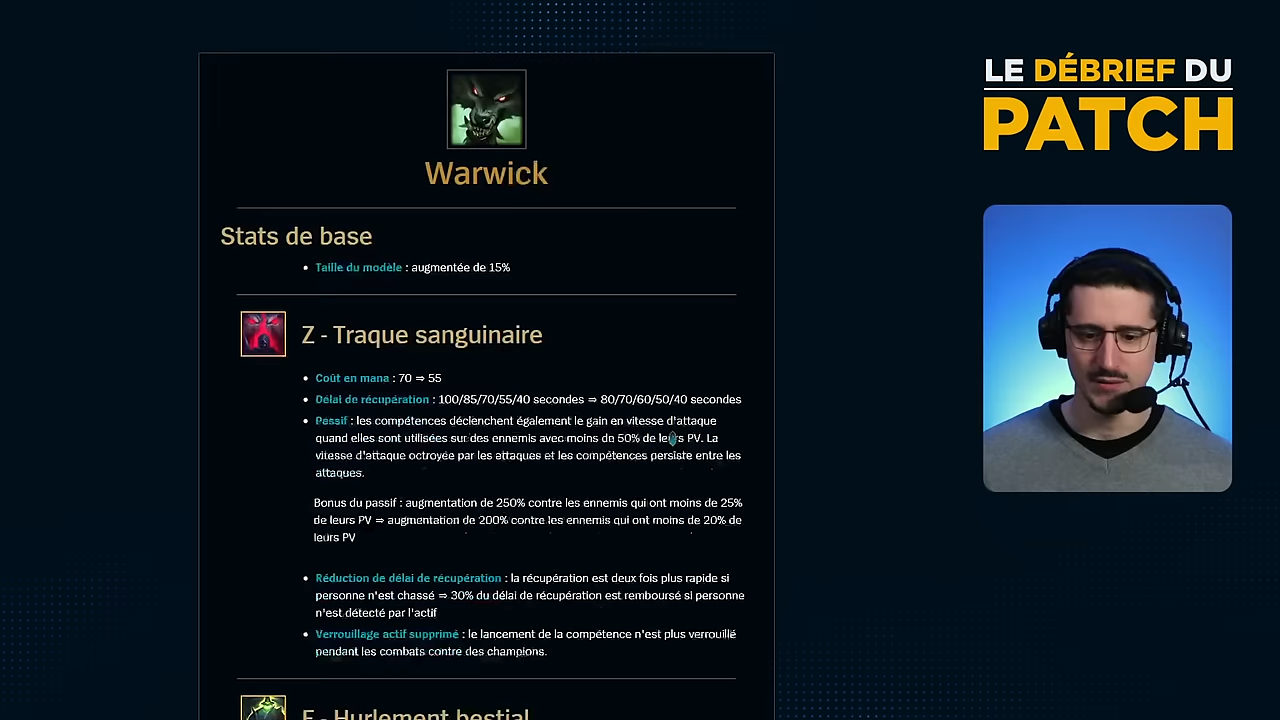 LE DÉBRIEF DU
PATCH
Warwick
Stats de base
• Taille du modèle : augmentée de 15%
Z - Traque sanguinaire
• Coût en mana : 70 ⇒ 55
• Délai de récupération : 100/85/70/55/40 secondes ⇒ 80/70/60/50/40 secondes
• Passif : les compétences déclenchent également le gain en vitesse d'attaque
quand elles sont utilisées sur des ennemis avec moins de 50% de leurs PV. La
vitesse d'attaque octroyée par les attaques et les compétences persiste entre les
attaques.
Bonus du passif : augmentation de 250% contre les ennemis qui ont moins de 25%
de leurs PV ⇒ augmentation de 200% contre les ennemis qui ont moins de 20% de
leurs PV
• Réduction de délai de récupération : la récupération est deux fois plus rapide si
personne n'est chassé ⇒ 30% du délai de récupération est remboursé si personne
n'est détecté par l'actif
• Verrouillage actif supprimé : le lancement de la compétence n'est plus verrouillé
pendant les combats contre des champions.
E - Hurlement bestial